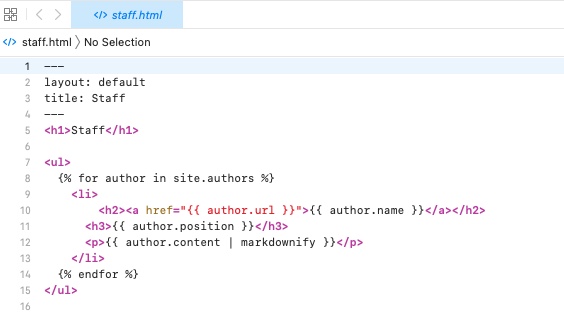 </> staff.html
</> staff.html 〉 No Selection
1 ---
2 layout: default
3 title: Staff
4 ---
5 <h1>Staff</h1>
6
7 <ul>
8 {% for author in site.authors %}
9 <li>
10 <h2><a href="{{ author.url }}">{{ author.name }}</a></h2>
11 <h3>{{ author.position }}</h3>
12 <p>{{ author.content | markdownify }}</p>
13 </li>
14 {% endfor %}
15 </ul>
16